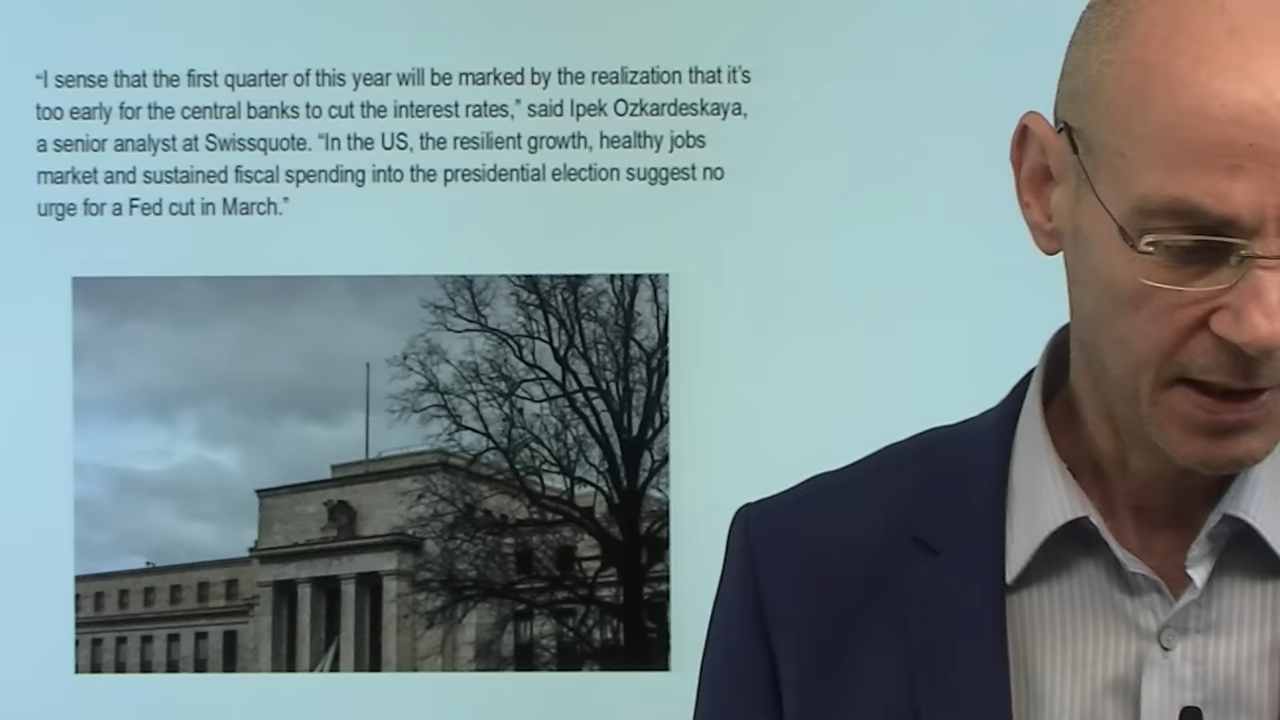 “I sense that the first quarter of this year will be marked by the realization that it’s
too early for the central banks to cut the interest rates,” said Ipek Ozkardeskaya,
a senior analyst at Swissquote. “In the US, the resilient growth, healthy jobs
market and sustained fiscal spending into the presidential election suggest no
urge for a Fed cut in March.”